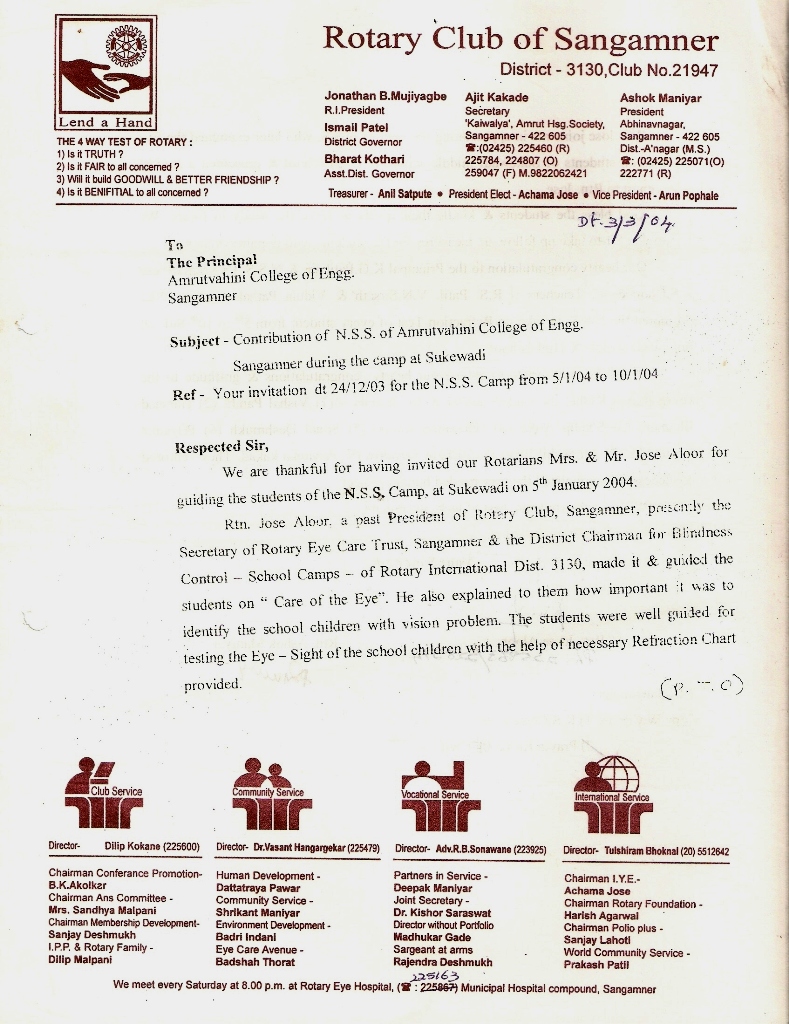 Rotary Club of Sangamner
District - 3130,Club No.21947
Lend a Hand
THE 4 WAY TEST OF ROTARY :
1) Is it TRUTH ?
2) Is it FAIR to all concerned ?
3) Will it build GOODWILL & BETTER FRIENDSHIP ?
4) Is it BENIFITIAL to all concerned ?
Jonathan B.Mujiyagbe
R.I.President
Ismail Patel
District Governor
Bharat Kothari
Asst.Dist. Governor
Ajit Kakade
Secretary
'Kaiwalya', Amrut Hsg.Society,
Sangamner - 422 605
☎:(02425) 225460 (R)
225784, 224807 (O)
259047 (F) M.9822062421
Ashok Maniyar
President
Abhinavnagar,
Sangamner - 422 605
Dist.-A'nagar (M.S.)
☎: (02425) 225071(O)
222771 (R)
Treasurer - Anil Satpute • President Elect - Achama Jose • Vice President - Arun Pophale
Dt. 3/3/04.
To
The Principal
Amrutvahini College of Engg.
Sangamner
Subject - Contribution of N.S.S. of Amrutvahini College of Engg.
Sangamner during the camp at Sukewadi
Ref - Your invitation dt 24/12/03 for the N.S.S. Camp from 5/1/04 to 10/1/04
Respected Sir,
We are thankful for having invited our Rotarians Mrs. & Mr. Jose Aloor for
guiding the students of the N.S.S. Camp, at Sukewadi on 5th January 2004.
Rtn. Jose Aloor, a past President of Rotary Club, Sangamner, presently the
Secretary of Rotary Eye Care Trust, Sangamner & the District Chairman for Blindness
Control – School Camps – of Rotary International Dist. 3130, made it & guided the
students on " Care of the Eye". He also explained to them how important it was to
identify the school children with vision problem. The students were well guided for
testing the Eye – Sight of the school children with the help of necessary Refraction Chart
provided.
(P. T. O)
Club Service
Director- Dilip Kokane (225600)
Chairman Conferance Promotion-
B.K.Akolkar
Chairman Ans Committee -
Mrs. Sandhya Malpani
Chairman Membership Development-
Sanjay Deshmukh
I.P.P. & Rotary Family -
Dilip Malpani
Community Service
Director- Dr.Vasant Hangargekar (225479)
Human Development -
Dattatraya Pawar
Community Service -
Shrikant Maniyar
Environment Development -
Badri Indani
Eye Care Avenue -
Badshah Thorat
Vocational Service
Director- Adv.R.B.Sonawane (223925)
Partners in Service -
Deepak Maniyar
Joint Secretary -
Dr. Kishor Saraswat
Director without Portfolio
Madhukar Gade
Sargeant at arms
Rajendra Deshmukh
International Service
Director- Tulshiram Bhoknal (20) 5512642
Chairman I.Y.E.-
Achama Jose
Chairman Rotary Foundation -
Harish Agarwal
Chairman Polio plus -
Sanjay Lahoti
World Community Service -
Prakash Patil
225163
We meet every Saturday at 8.00 p.m. at Rotary Eye Hospital, (☎ : 225867) Municipal Hospital compound, Sangamner